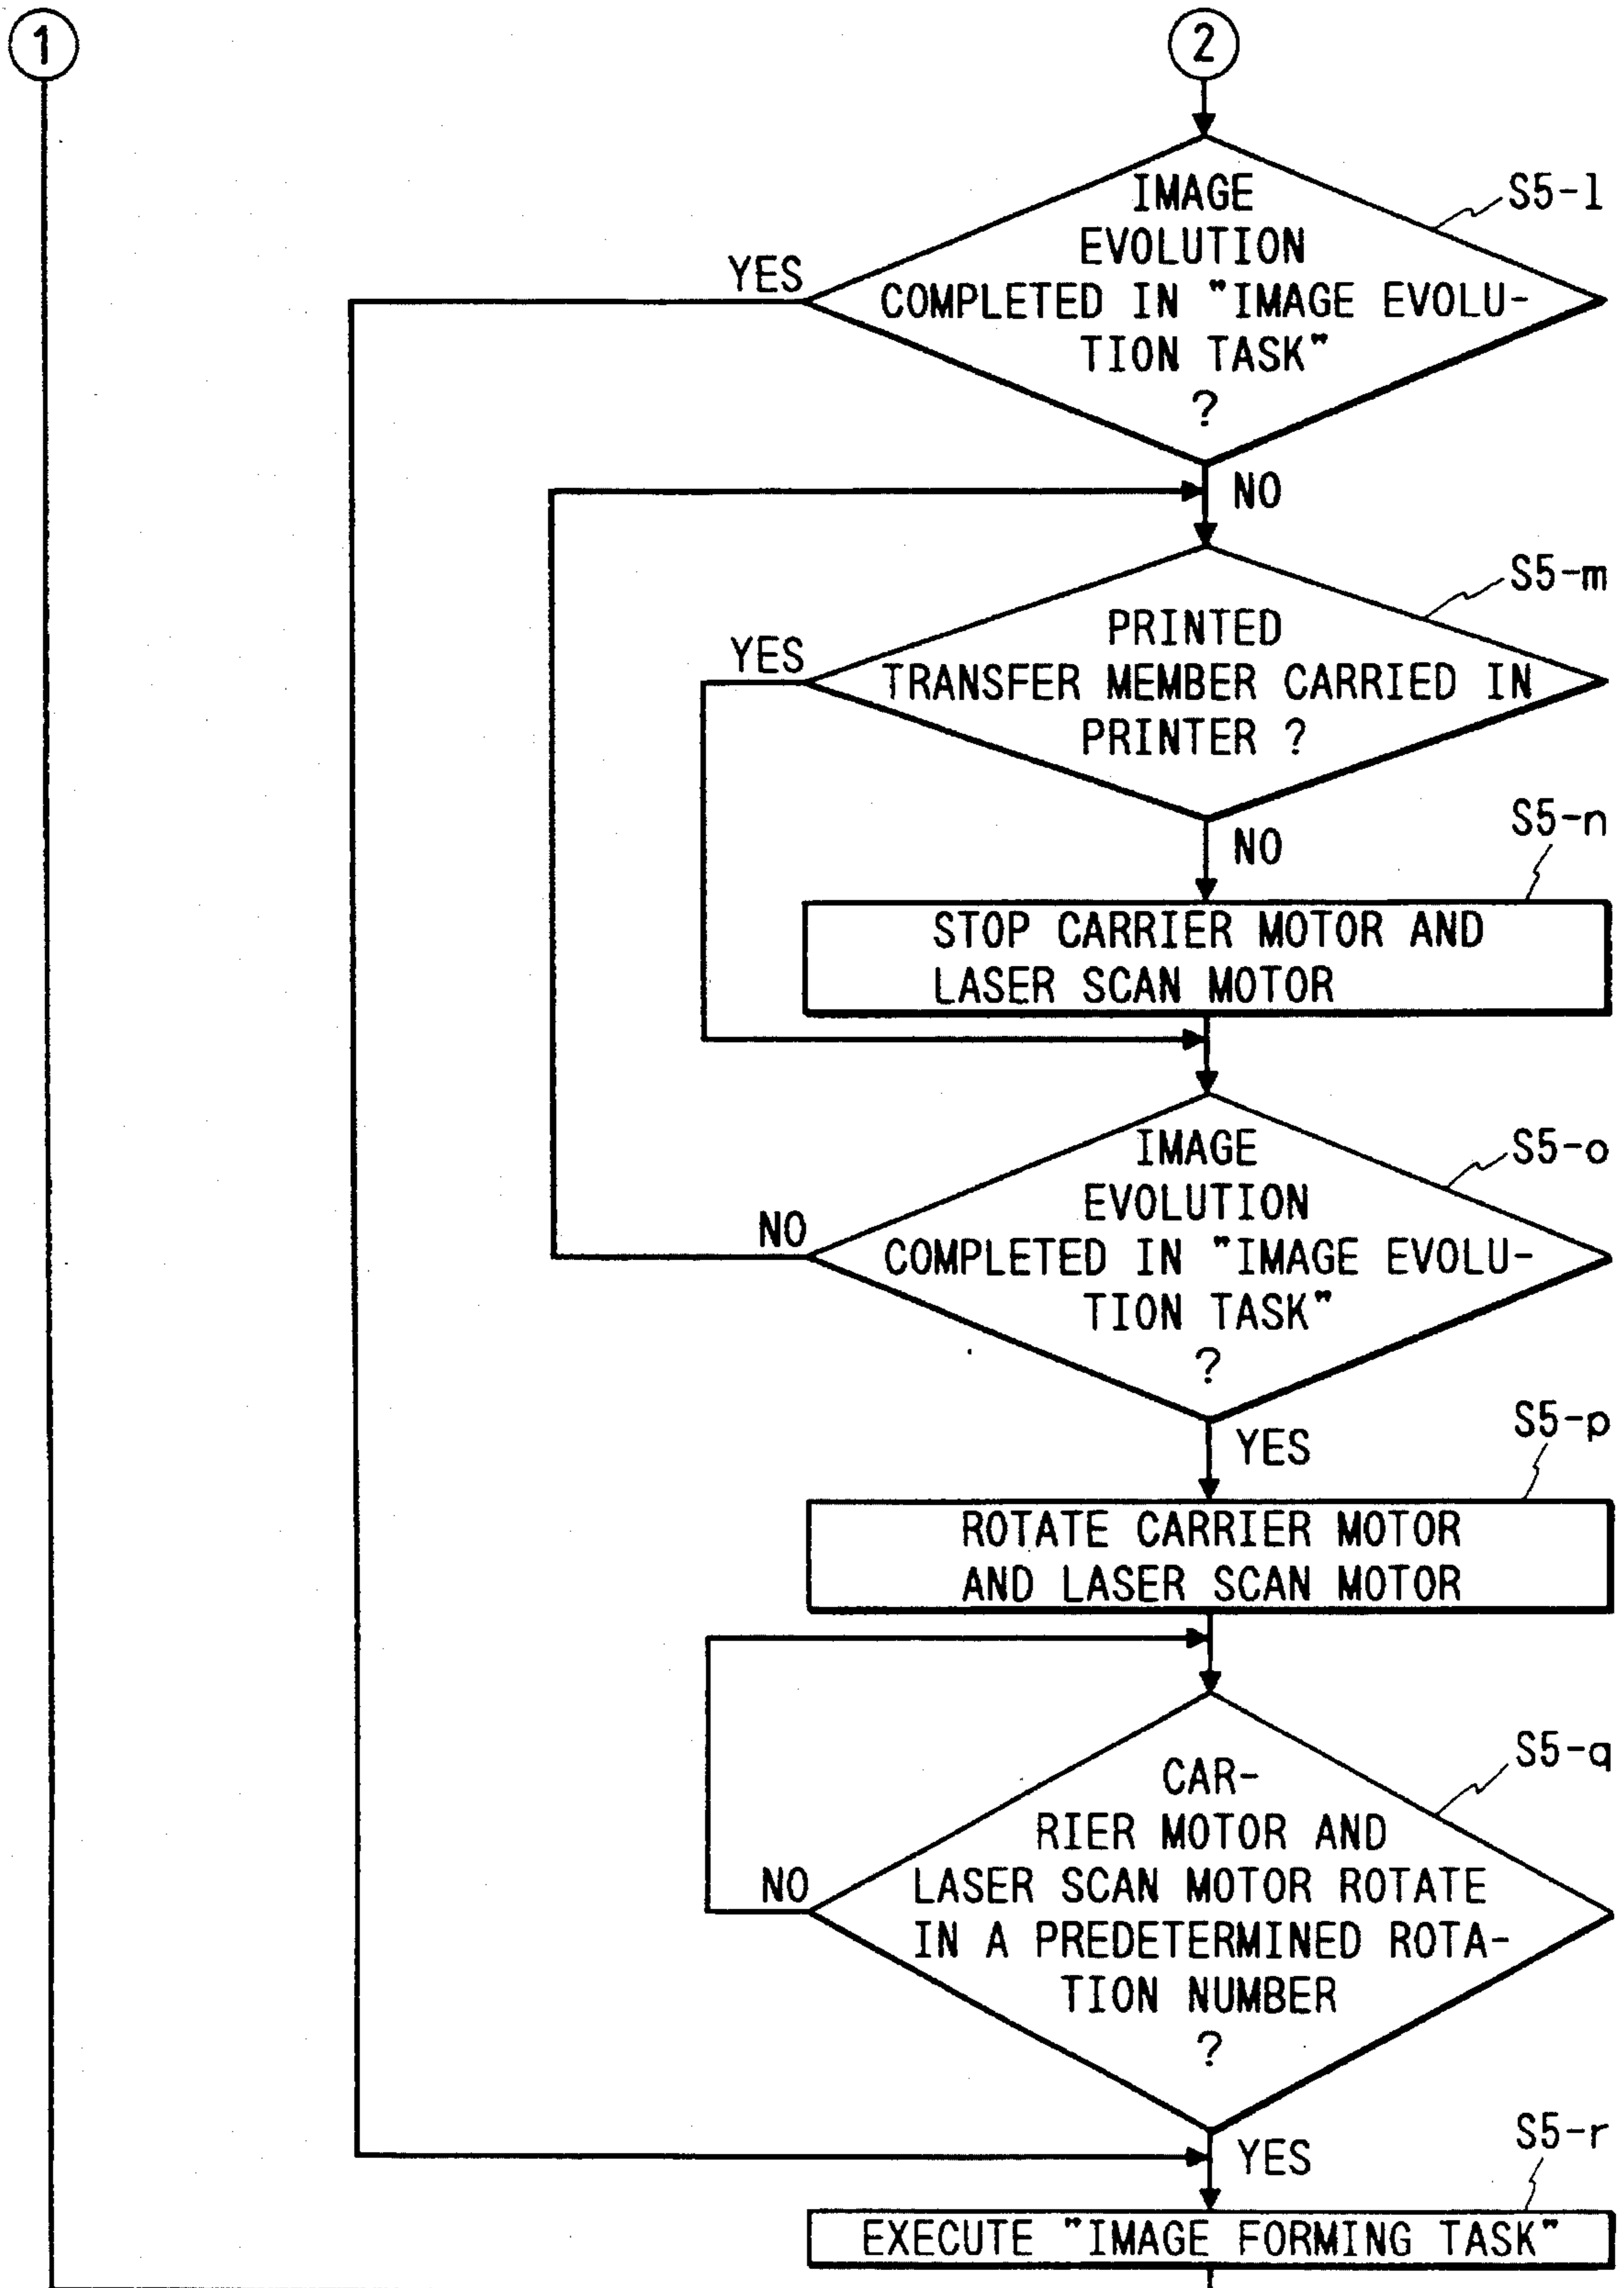 1
2
IMAGE
EVOLUTION
COMPLETED IN "IMAGE EVOLU-
TION TASK"
?
S5-l
YES
NO
PRINTED
TRANSFER MEMBER CARRIED IN
PRINTER ?
S5-m
YES
NO
S5-n
STOP CARRIER MOTOR AND
LASER SCAN MOTOR
IMAGE
EVOLUTION
COMPLETED IN "IMAGE EVOLU-
TION TASK"
?
S5-o
NO
YES
S5-p
ROTATE CARRIER MOTOR
AND LASER SCAN MOTOR
CAR-
RIER MOTOR AND
LASER SCAN MOTOR ROTATE
IN A PREDETERMINED ROTA-
TION NUMBER
?
S5-q
NO
YES
S5-r
EXECUTE "IMAGE FORMING TASK"